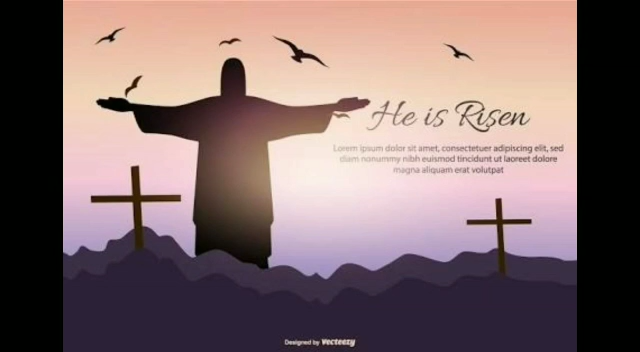 He is Risen
Lorem ipsum dolor sit amet, consectetuer adipiscing elit, sed
diam nonummy nibh euismod tincidunt ut laoreet dolore
magna aliquam erat volutpat
Designed by Vecteezy